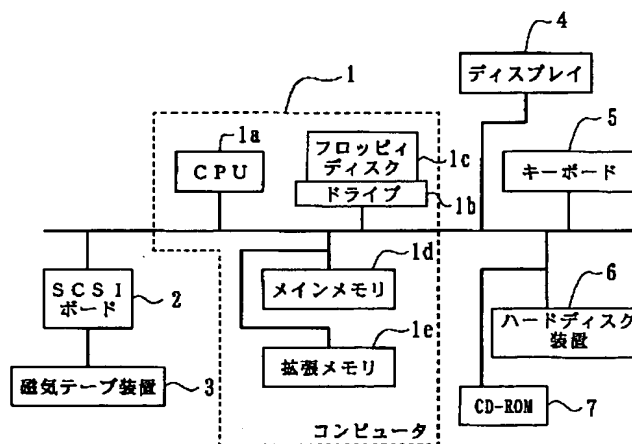 4
ディスプレイ
1
1a
CPU
フロッピィ
ディスク
1c
ドライブ
1b
5
キーボード
SCSI
ボード
2
メインメモリ
1d
拡張メモリ
1e
6
ハードディスク
装置
磁気テープ装置
3
CD-ROM
7
コンピュータ